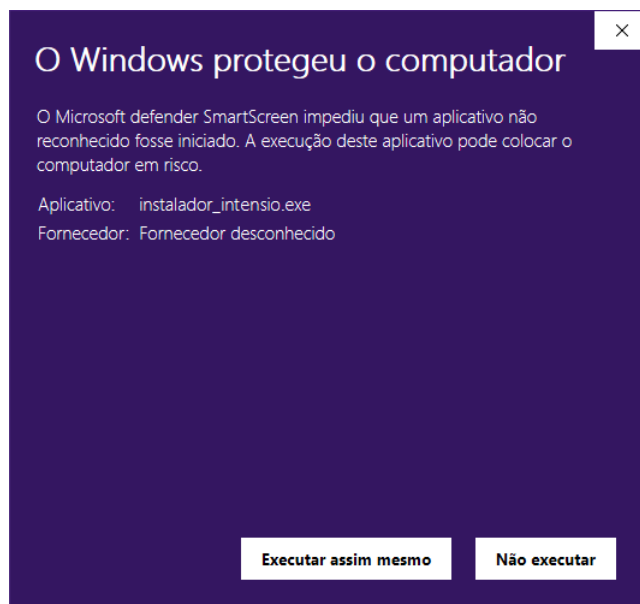 O Windows protegeu o computador
O Microsoft defender SmartScreen impediu que um aplicativo não
reconhecido fosse iniciado. A execução deste aplicativo pode colocar o
computador em risco.
Aplicativo: instalador_intensio.exe
Fornecedor: Fornecedor desconhecido
Executar assim mesmo Não executar